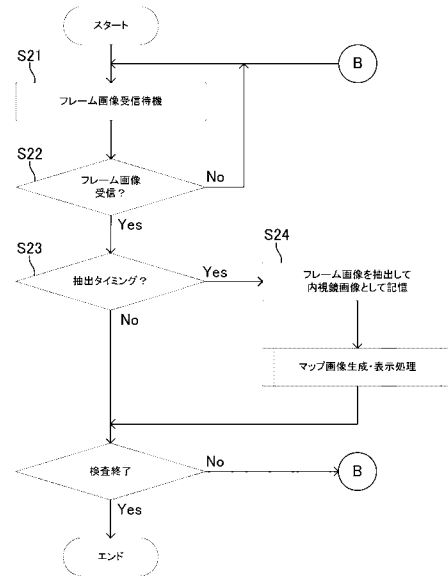 スタート
S21
B
フレーム画像受信待機
S22
フレーム画像
受信？
No
Yes
S23
抽出タイミング？
Yes
No
S24
フレーム画像を抽出して
内視鏡画像として記憶
マップ画像生成・表示処理
検査終了
No
B
Yes
エンド